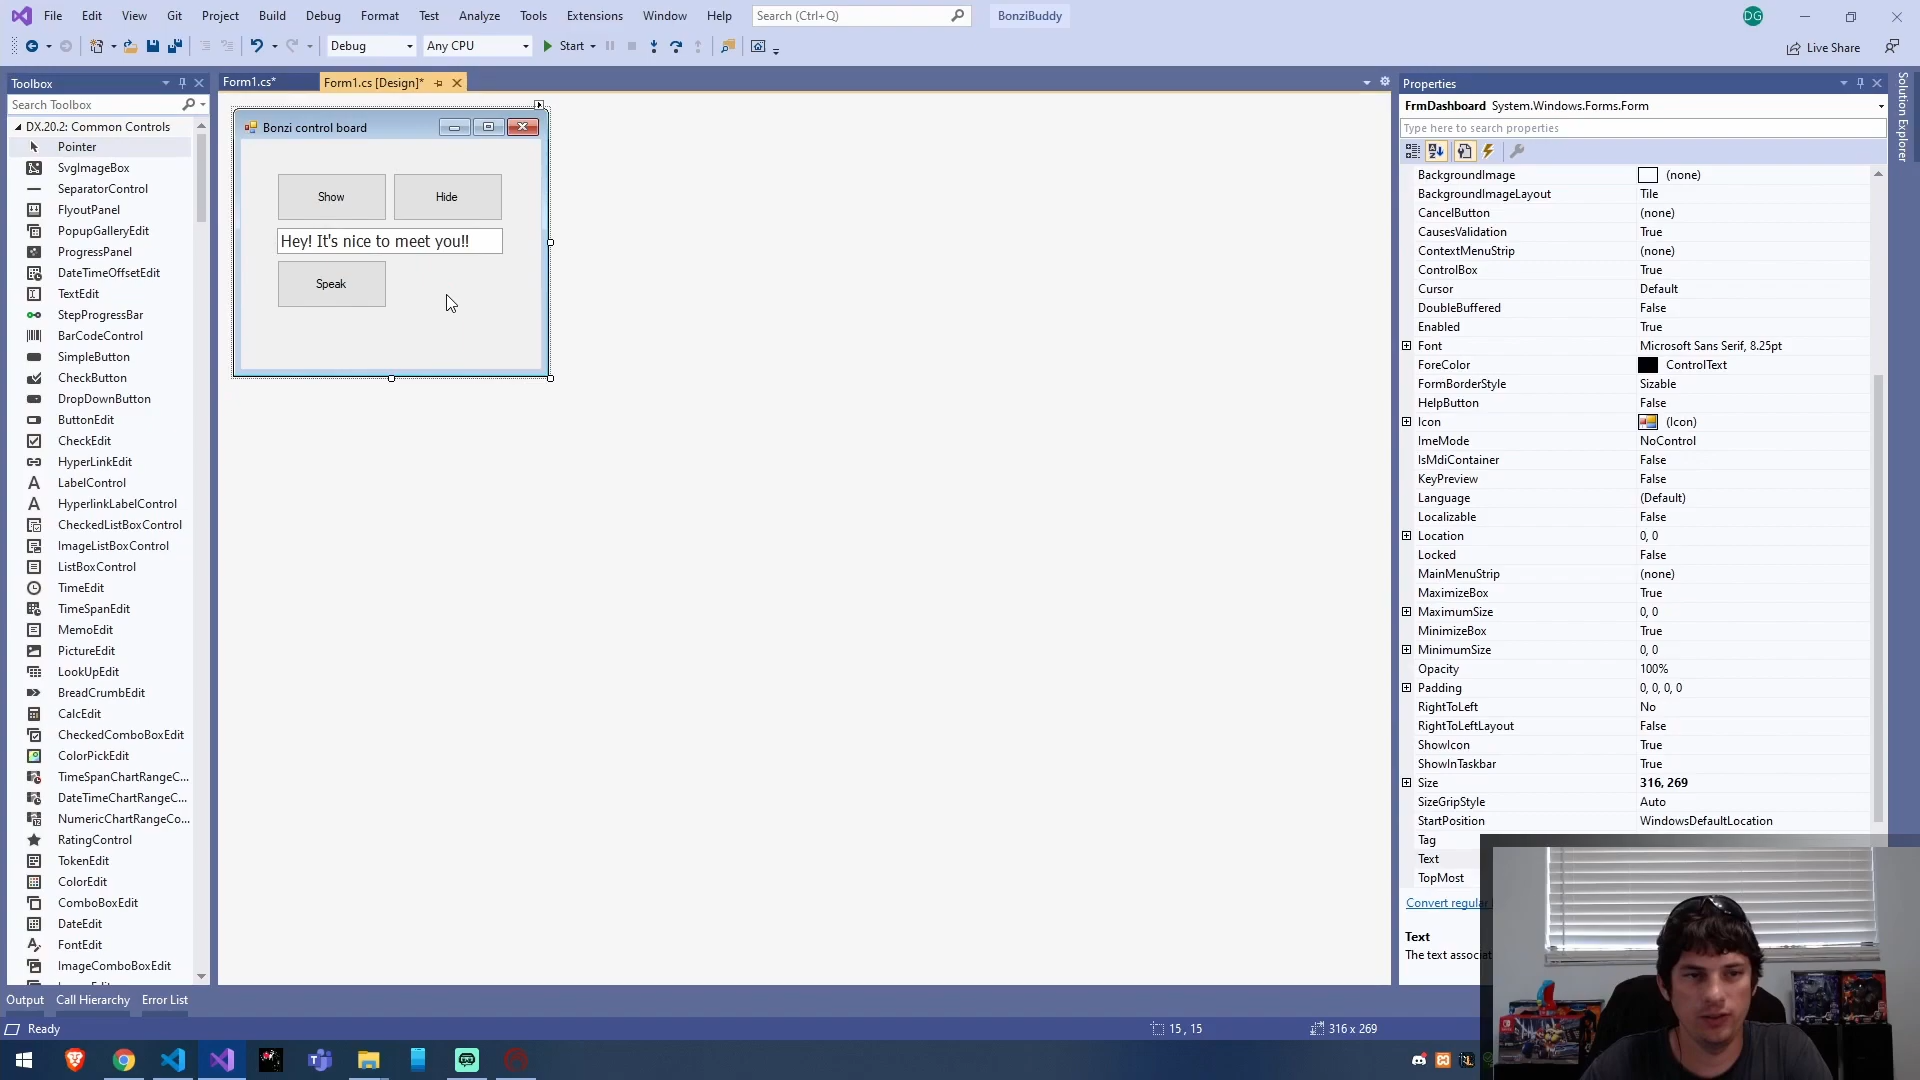 File Edit View Git Project Build Debug Format Test Analyze Tools Extensions Window Help Search (Ctrl+Q) BonziBuddy DG
Debug Any CPU Start Live Share
Toolbox
Search Toolbox
DX.20.2: Common Controls
Pointer
SvgImageBox
SeparatorControl
FlyoutPanel
PopupGalleryEdit
ProgressPanel
DateTimeOffsetEdit
TextEdit
StepProgressBar
BarCodeControl
SimpleButton
CheckButton
DropDownButton
ButtonEdit
CheckEdit
HyperLinkEdit
LabelControl
HyperlinkLabelControl
CheckedListBoxControl
ImageListBoxControl
ListBoxControl
TimeEdit
TimeSpanEdit
MemoEdit
PictureEdit
LookUpEdit
BreadCrumbEdit
CalcEdit
CheckedComboBoxEdit
ColorPickEdit
TimeSpanChartRangeC...
DateTimeChartRangeC...
NumericChartRangeCo...
RatingControl
TokenEdit
ColorEdit
ComboBoxEdit
DateEdit
FontEdit
ImageComboBoxEdit
Form1.cs* Form1.cs [Design]*
Bonzi control board
Show Hide
Hey! It's nice to meet you!!
Speak
Properties
FrmDashboard System.Windows.Forms.Form
Type here to search properties
BackgroundImage (none)
BackgroundImageLayout Tile
CancelButton (none)
CausesValidation True
ContextMenuStrip (none)
ControlBox True
Cursor Default
DoubleBuffered False
Enabled True
Font Microsoft Sans Serif, 8.25pt
ForeColor ControlText
FormBorderStyle Sizable
HelpButton False
Icon (Icon)
ImeMode NoControl
IsMdiContainer False
KeyPreview False
Language (Default)
Localizable False
Location 0, 0
Locked False
MainMenuStrip (none)
MaximizeBox True
MaximumSize 0, 0
MinimizeBox True
MinimumSize 0, 0
Opacity 100%
Padding 0, 0, 0, 0
RightToLeft No
RightToLeftLayout False
ShowIcon True
ShowInTaskbar True
Size 316, 269
SizeGripStyle Auto
StartPosition WindowsDefaultLocation
Tag
Text
TopMost
Convert regular
Text
The text associat
Solution Explorer
Output Call Hierarchy Error List
Ready 15 , 15 316 x 269